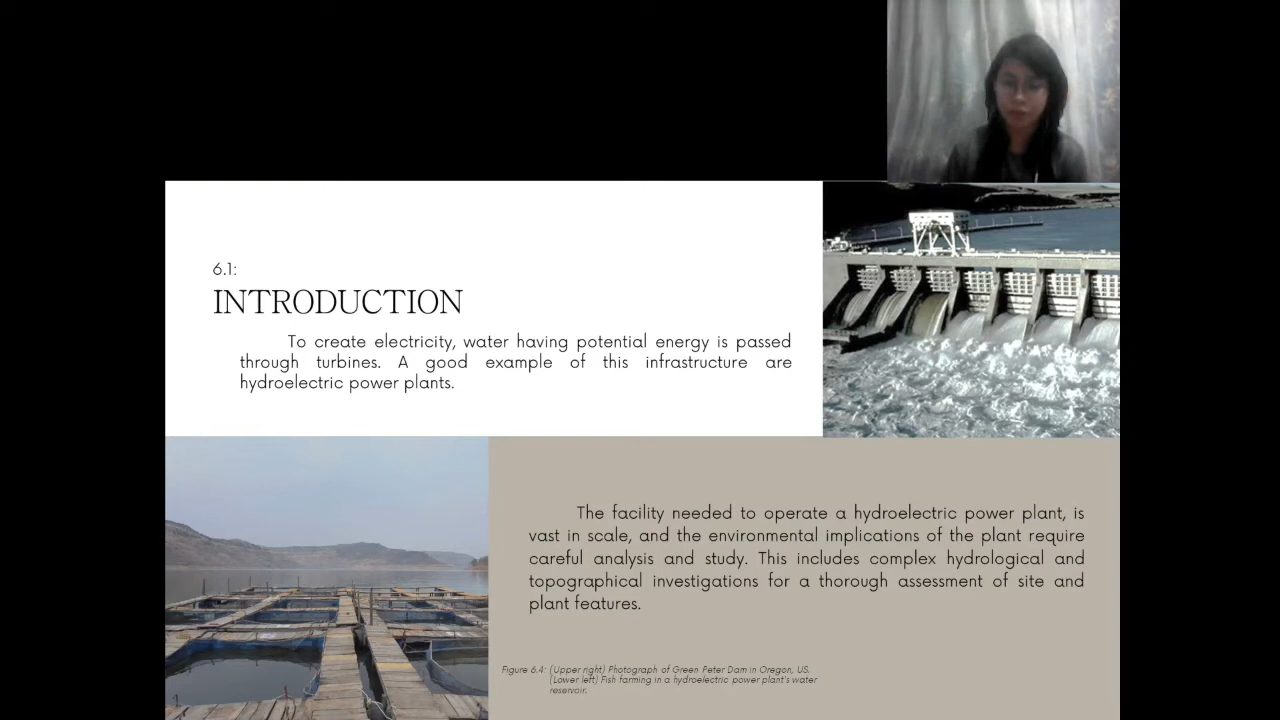 6.1:
INTRODUCTION
To create electricity, water having potential energy is passed
through turbines. A good example of this infrastructure are
hydroelectric power plants.
The facility needed to operate a hydroelectric power plant, is
vast in scale, and the environmental implications of the plant require
careful analysis and study. This includes complex hydrological and
topographical investigations for a thorough assessment of site and
plant features.
Figure 6.4: (Upper right) Photograph of Green Peter Dam in Oregon, US.
(Lower left) Fish farming in a hydroelectric power plant's water
reservoir.